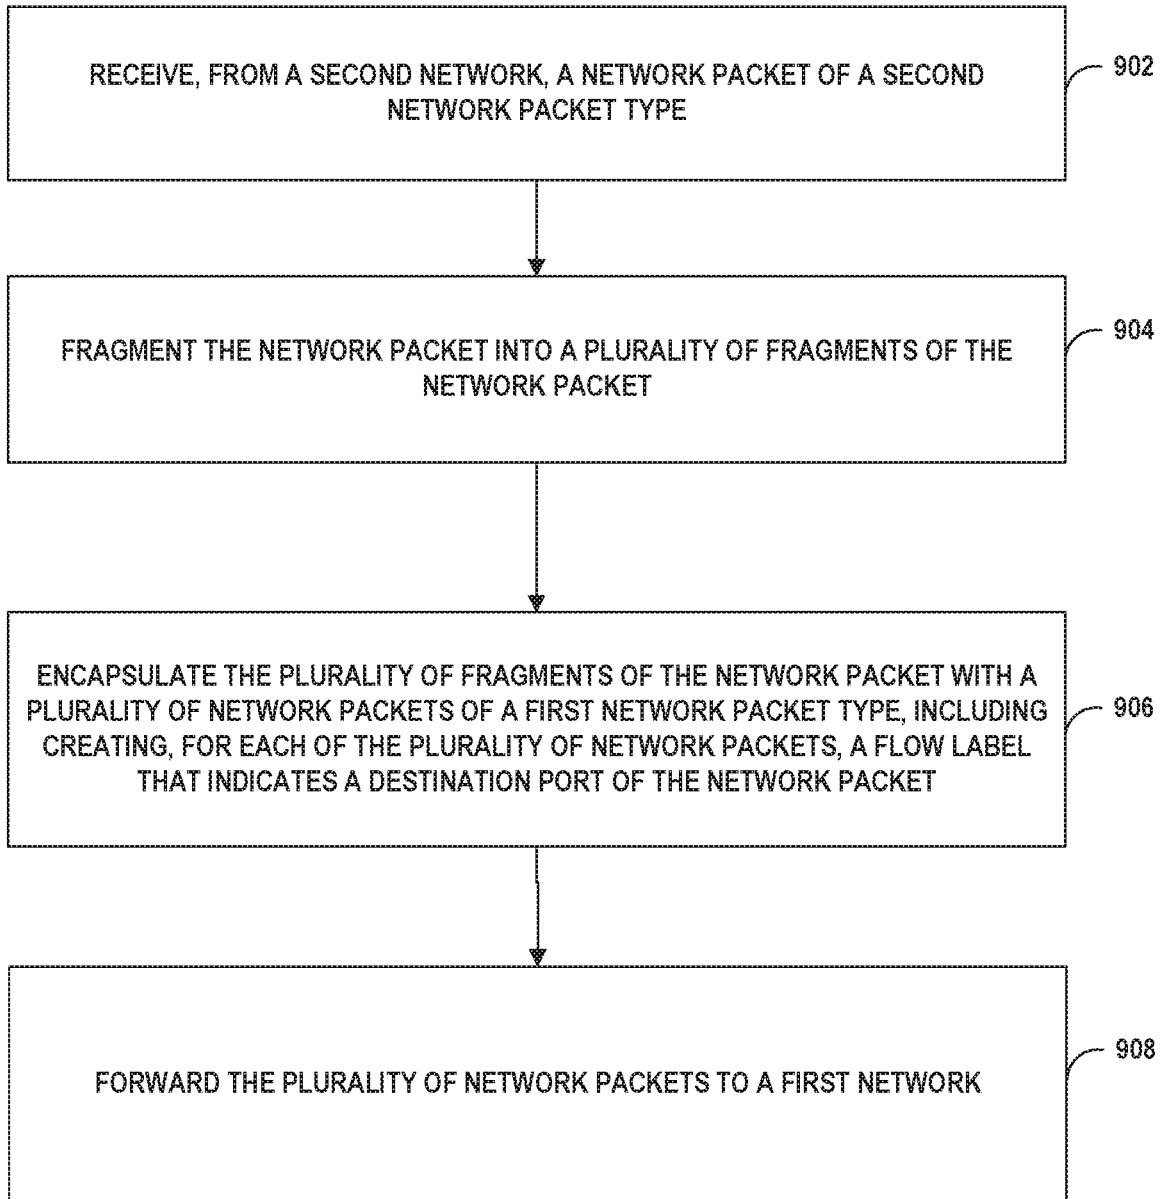 RECEIVE, FROM A SECOND NETWORK, A NETWORK PACKET OF A SECOND
NETWORK PACKET TYPE
902
FRAGMENT THE NETWORK PACKET INTO A PLURALITY OF FRAGMENTS OF THE
NETWORK PACKET
904
ENCAPSULATE THE PLURALITY OF FRAGMENTS OF THE NETWORK PACKET WITH A
PLURALITY OF NETWORK PACKETS OF A FIRST NETWORK PACKET TYPE, INCLUDING
CREATING, FOR EACH OF THE PLURALITY OF NETWORK PACKETS, A FLOW LABEL
THAT INDICATES A DESTINATION PORT OF THE NETWORK PACKET
906
FORWARD THE PLURALITY OF NETWORK PACKETS TO A FIRST NETWORK
908